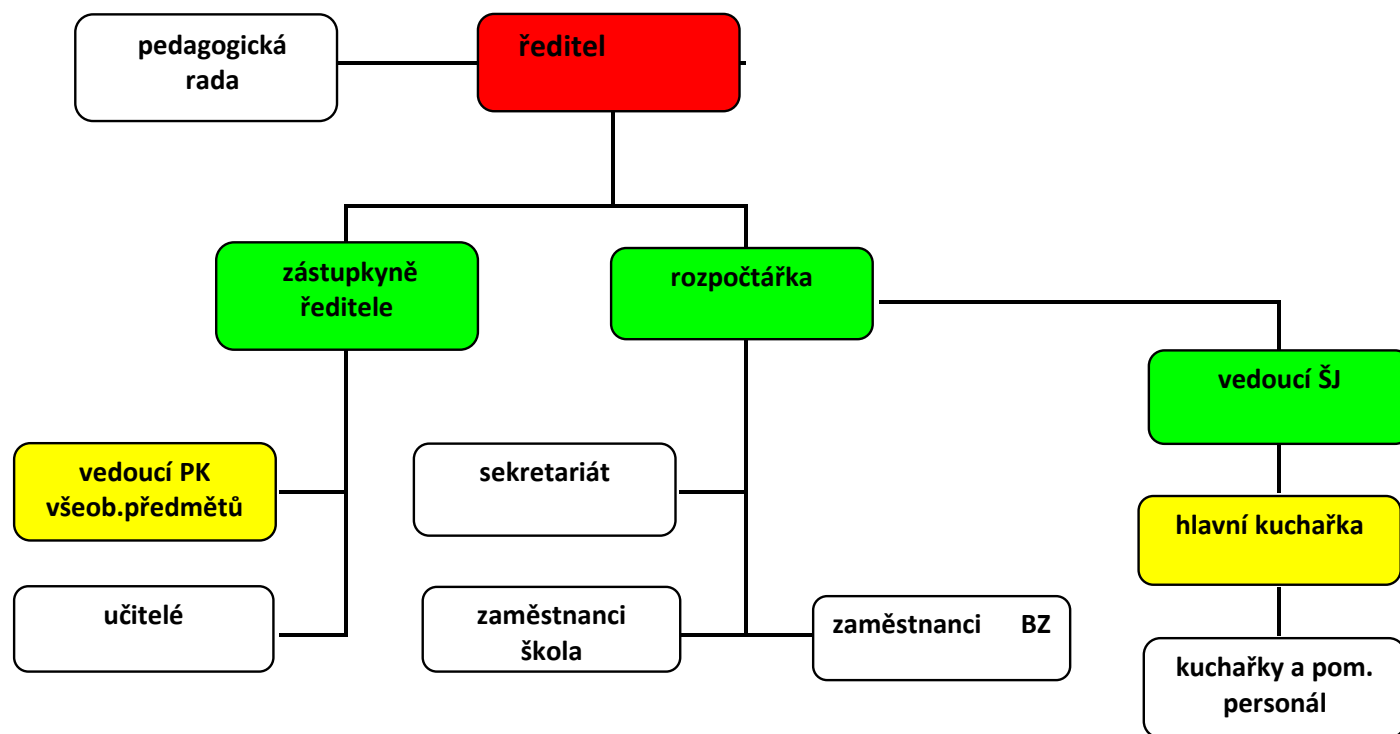 pedagogická
rada
ředitel
zástupkyně
ředitele
rozpočtářka
vedoucí ŠJ
vedoucí PK
všeob.předmětů
sekretariát
hlavní kuchařka
učitelé
zaměstnanci
škola
zaměstnanci BZ
kuchařky a pom.
personál